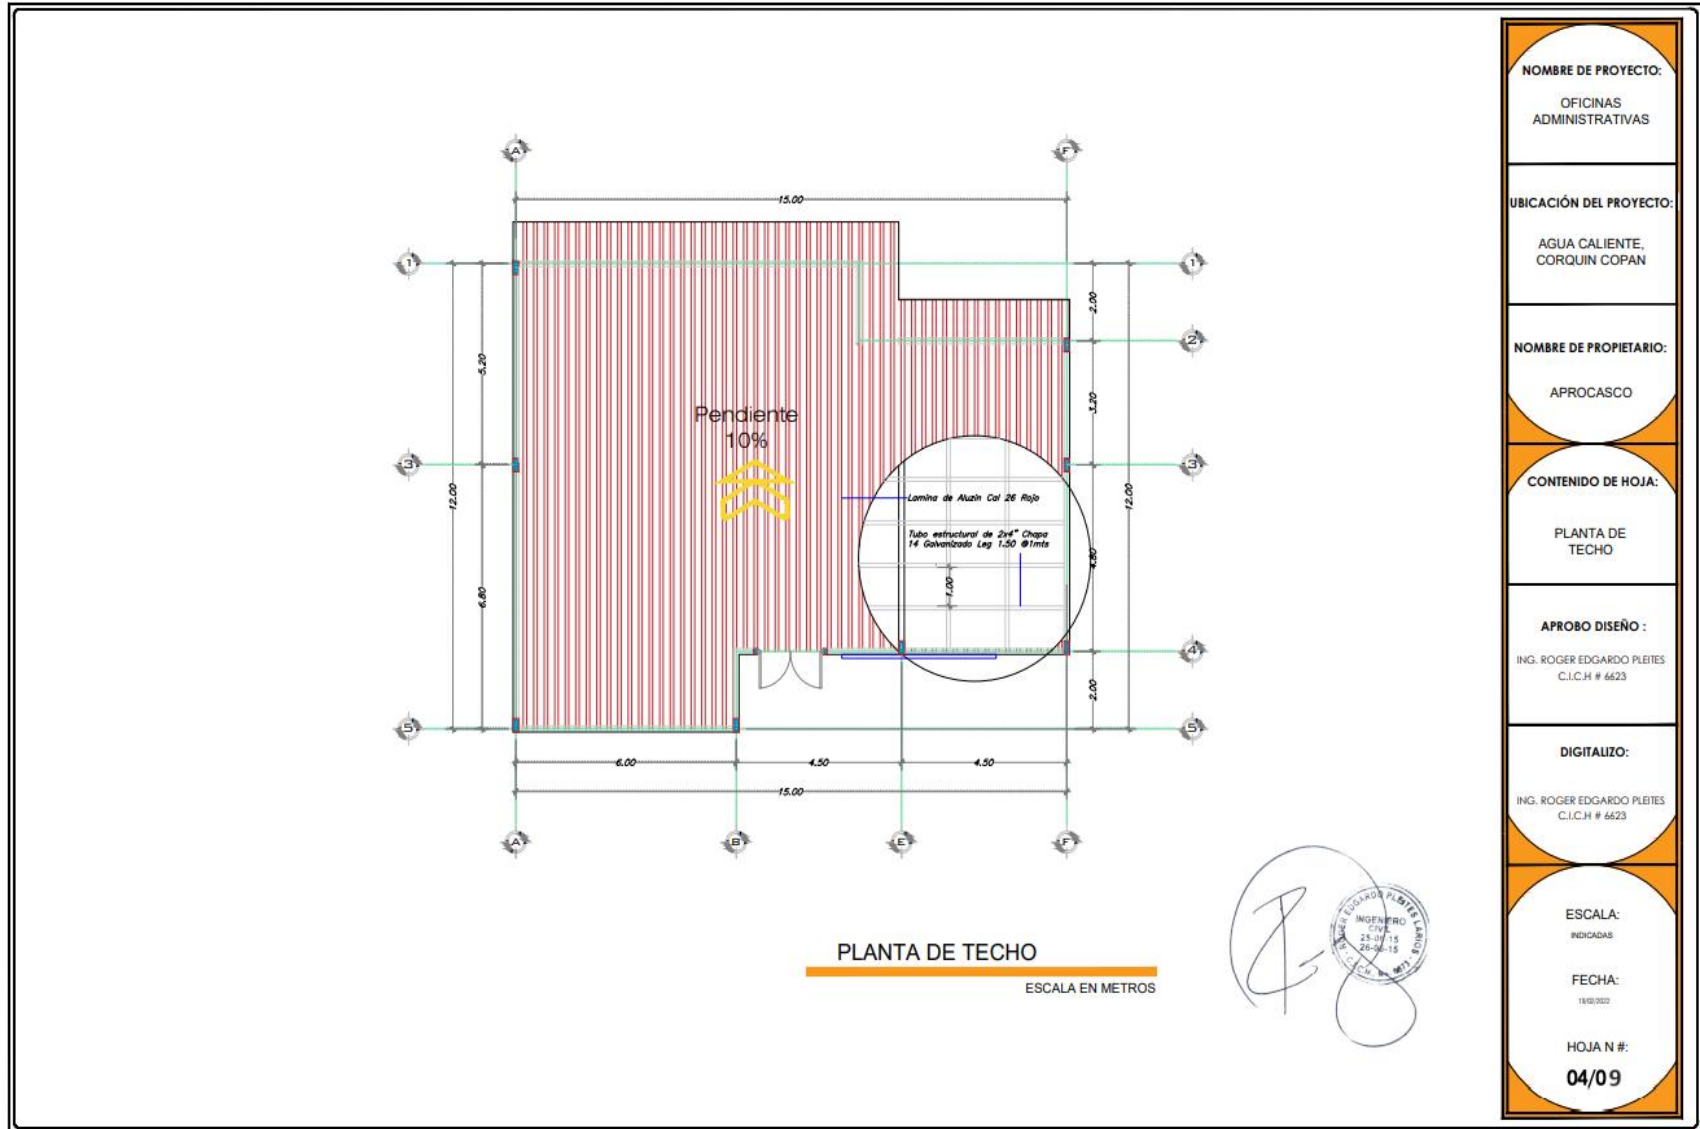 A
F
15.00
1
1
2.00
2
5.20
3.20
Pendiente
10%
3
3
12.00
12.00
Lamina de Aluzin Cal 26 Rojo
Tubo estructural de 2x4" Chapa
14 Galvanizado Leg 1.50 @1mts
4.80
1.00
6.80
4
2.00
5
5
6.00
4.50
4.50
15.00
A
B
E
F
PLANTA DE TECHO
ESCALA EN METROS
ROGER EDGARDO PLEITES LARIOS
INGENIERO
CIVIL
NOMBRE DE PROYECTO:
OFICINAS
ADMINISTRATIVAS
UBICACIÓN DEL PROYECTO:
AGUA CALIENTE,
CORQUIN COPAN
NOMBRE DE PROPIETARIO:
APROCASCO
CONTENIDO DE HOJA:
PLANTA DE
TECHO
APROBO DISEÑO :
ING. ROGER EDGARDO PLEITES
C.I.C.H # 6623
DIGITALIZO:
ING. ROGER EDGARDO PLEITES
C.I.C.H # 6623
ESCALA:
INDICADAS
FECHA:
HOJA N #:
04/09